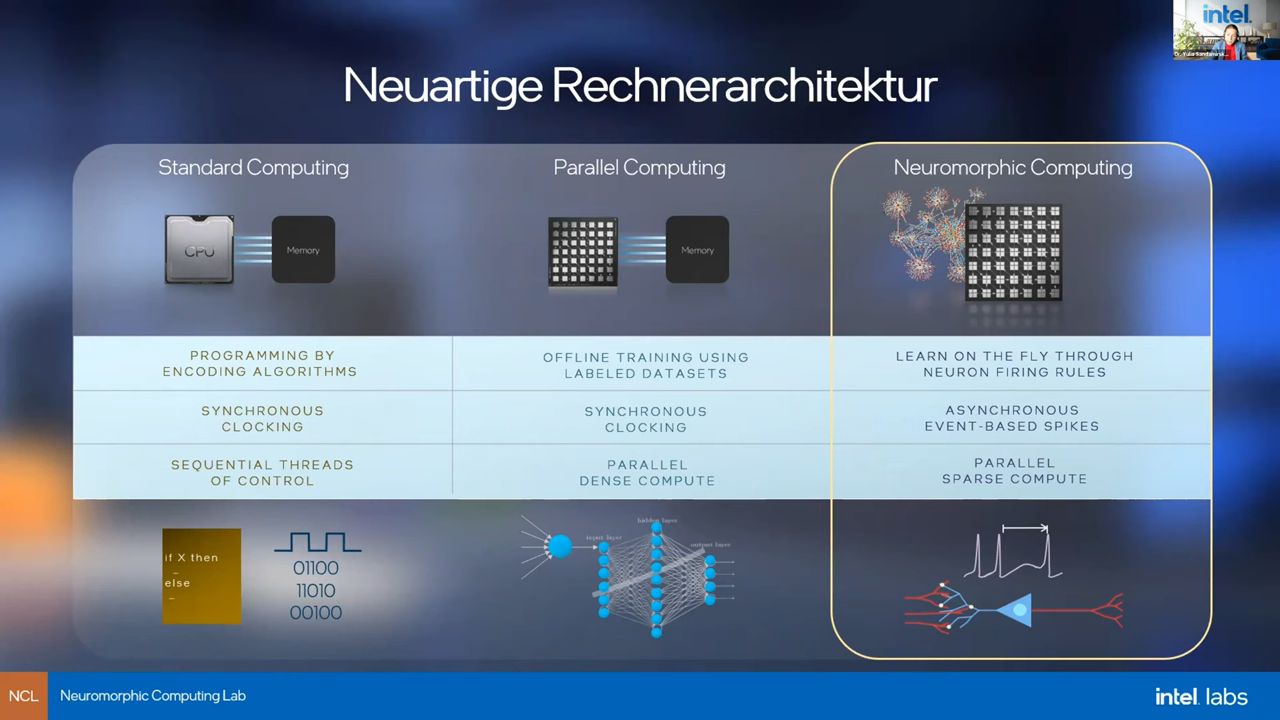 intel.
Neuartige Rechnerarchitektur
Standard Computing
Parallel Computing
Neuromorphic Computing
CPU
Memory
Memory
PROGRAMMING BY
ENCODING ALGORITHMS
OFFLINE TRAINING USING
LABELED DATASETS
LEARN ON THE FLY THROUGH
NEURON FIRING RULES
SYNCHRONOUS
CLOCKING
SYNCHRONOUS
CLOCKING
ASYNCHRONOUS
EVENT-BASED SPIKES
SEQUENTIAL THREADS
OF CONTROL
PARALLEL
DENSE COMPUTE
PARALLEL
SPARSE COMPUTE
if X then
else
01100
11010
00100
input layer
hidden layer
output layer
NCL
Neuromorphic Computing Lab
intel. labs